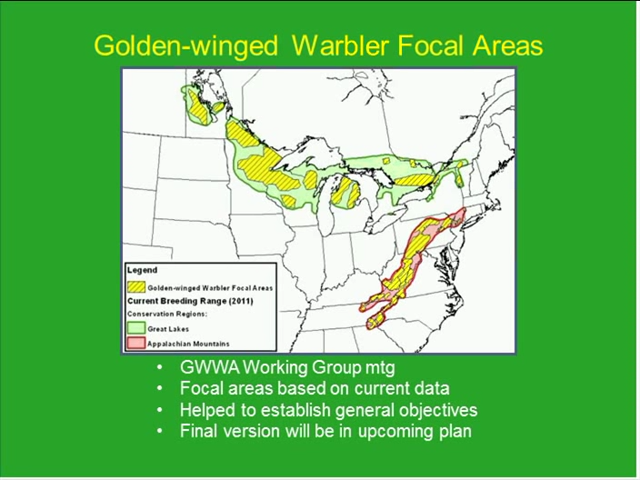 Golden-winged Warbler Focal Areas
Legend
Golden-winged Warbler Focal Areas
Current Breeding Range (2011)
Conservation Regions:
Great Lakes
Appalachian Mountains
• GWWA Working Group mtg
• Focal areas based on current data
• Helped to establish general objectives
• Final version will be in upcoming plan